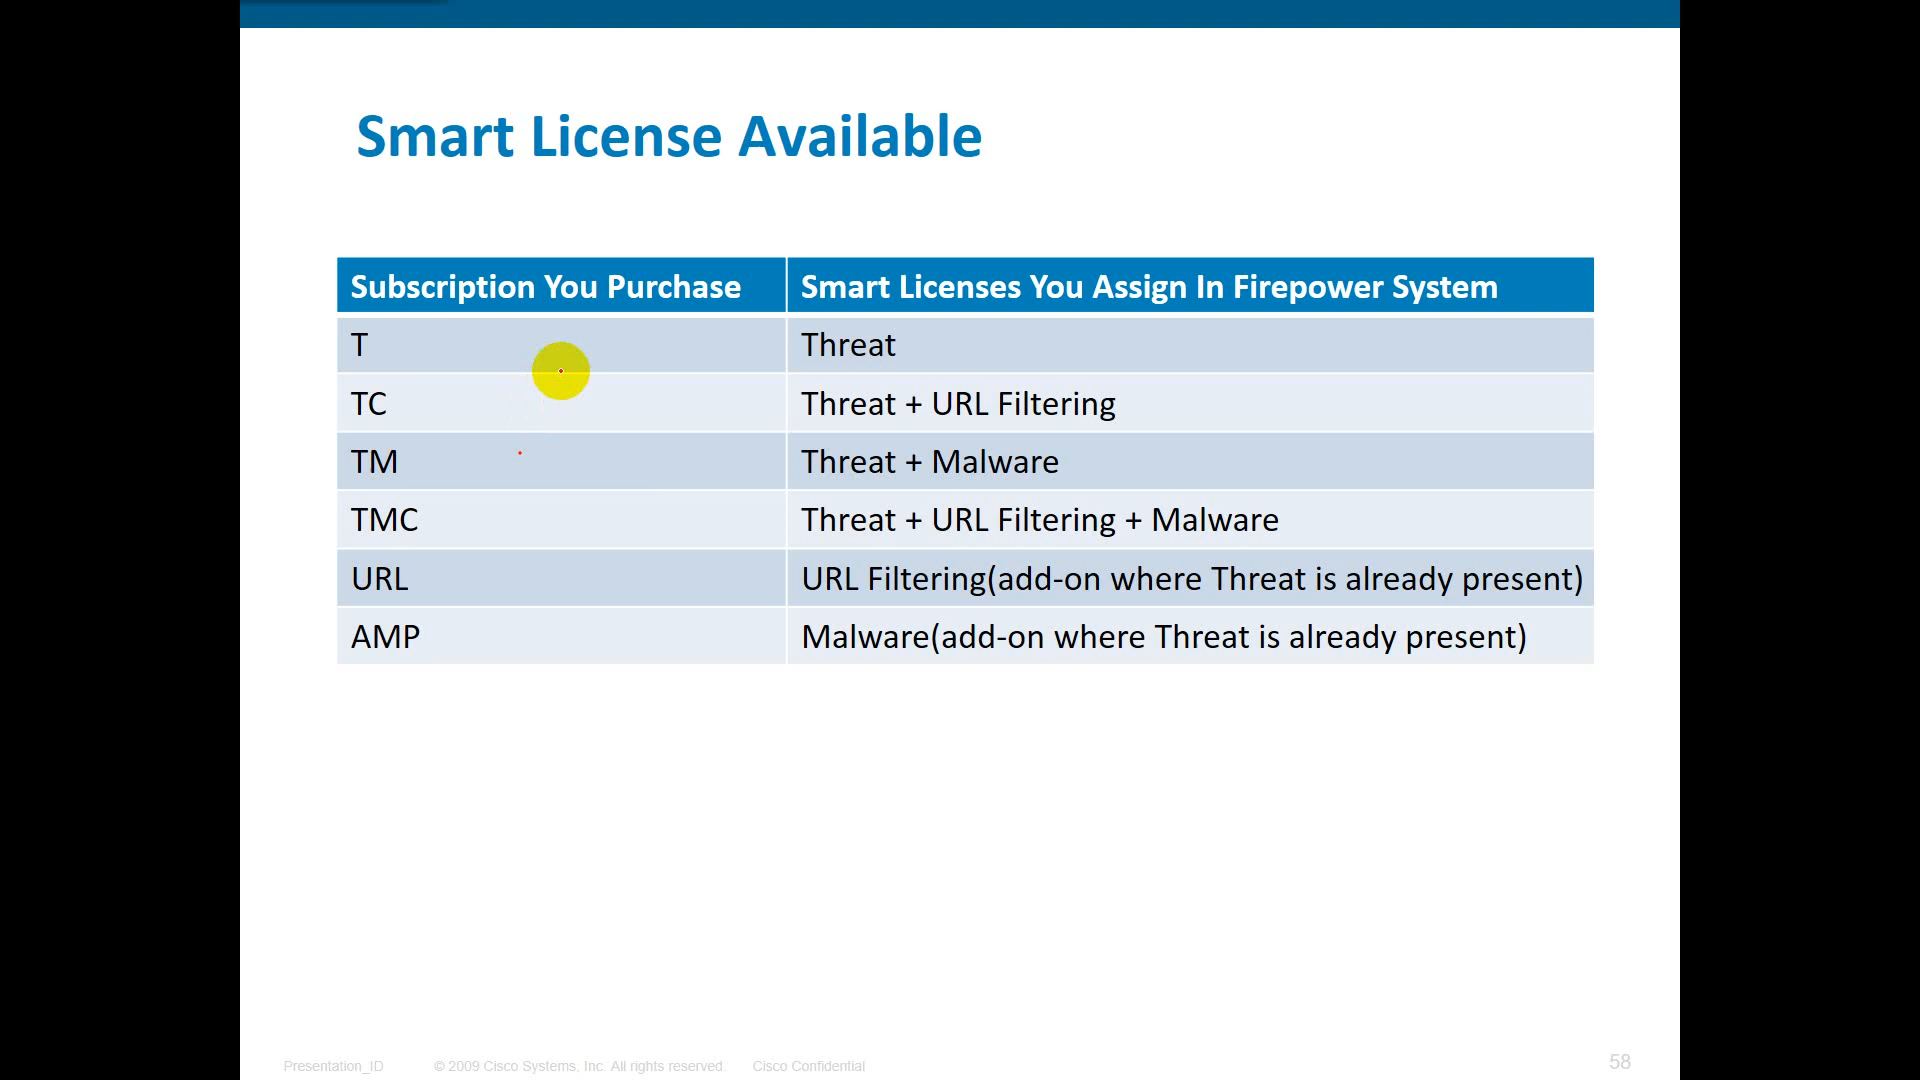 Smart License Available
Subscription You Purchase Smart Licenses You Assign In Firepower System
T Threat
TC Threat + URL Filtering
TM Threat + Malware
TMC Threat + URL Filtering + Malware
URL URL Filtering(add-on where Threat is already present)
AMP Malware(add-on where Threat is already present)
Presentation_ID © 2009 Cisco Systems, Inc. All rights reserved. Cisco Confidential 58